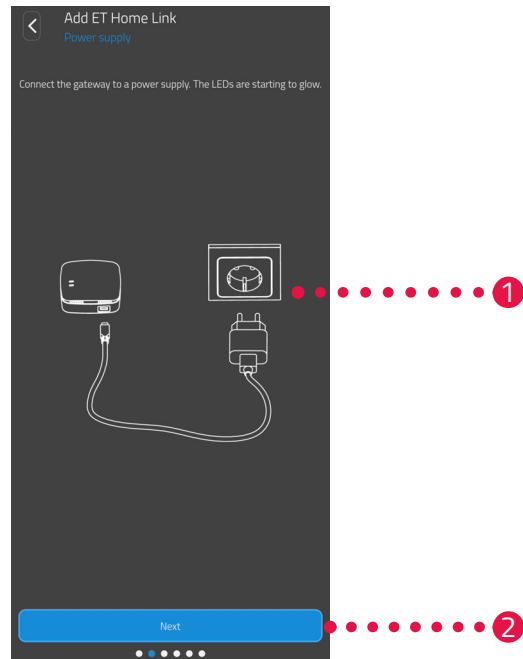 Add ET Home Link
Power supply
Connect the gateway to a power supply. The LEDs are starting to glow.
1
Next
2